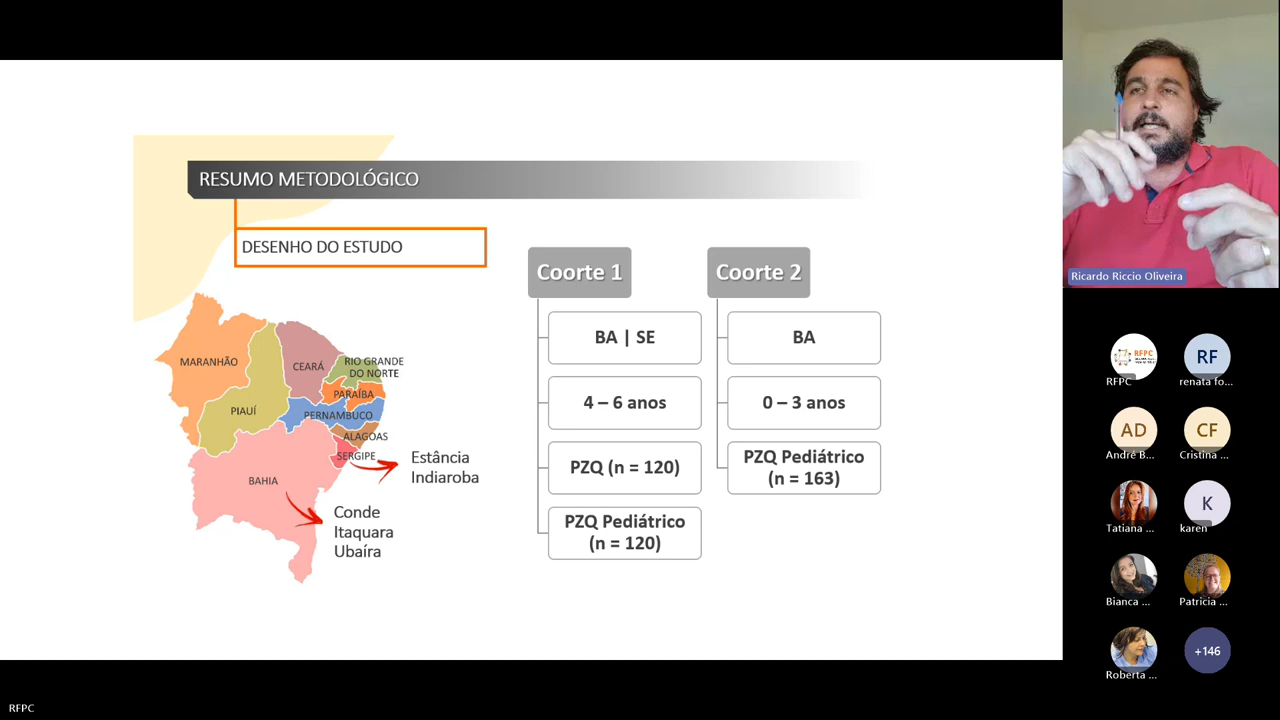 RESUMO METODOLÓGICO
DESENHO DO ESTUDO
MARANHÃO
PIAUÍ
CEARÁ
RIO GRANDE
DO NORTE
PARAÍBA
PERNAMBUCO
ALAGOAS
SERGIPE
BAHIA
Estância
Indiaroba
Conde
Itaquara
Ubaíra
Coorte 1
BA | SE
4 – 6 anos
PZQ (n = 120)
PZQ Pediátrico
(n = 120)
Coorte 2
BA
0 – 3 anos
PZQ Pediátrico
(n = 163)
Ricardo Riccio Oliveira
RFPC
RFPC
RF
renata fo...
AD
André B...
CF
Cristina ...
Tatiana ...
K
karen
Bianca ...
Patricia ...
Roberta ...
+146
RFPC